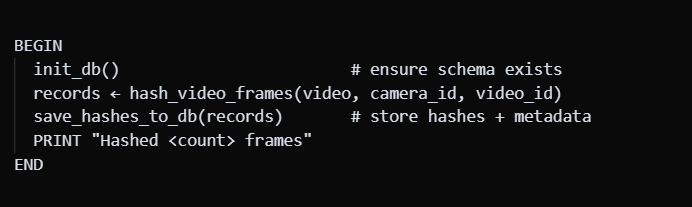 BEGIN
  init_db()                        # ensure schema exists
  records ← hash_video_frames(video, camera_id, video_id)
  save_hashes_to_db(records)       # store hashes + metadata
  PRINT "Hashed <count> frames"
END